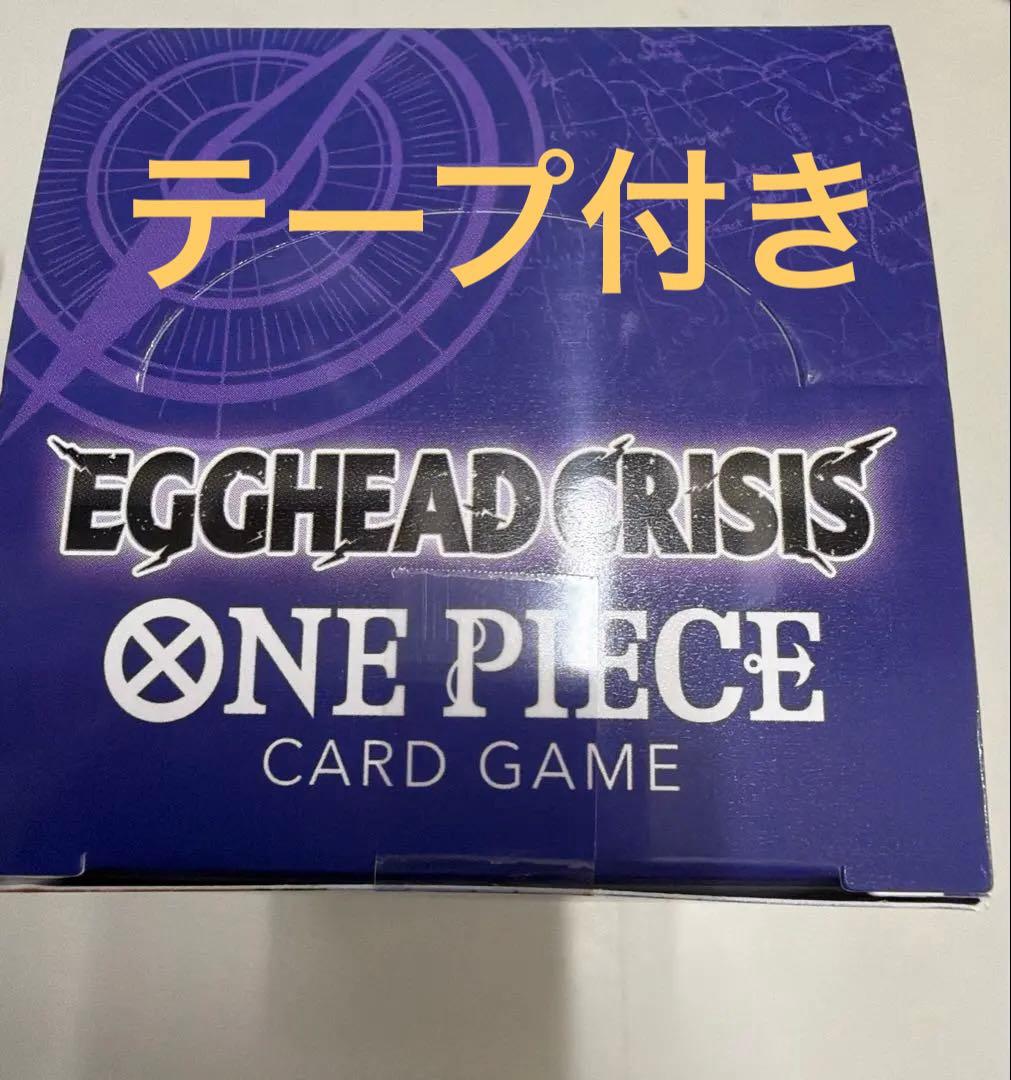 テープ付き
EGGHEAD CRISIS
ONE PIECE
CARD GAME